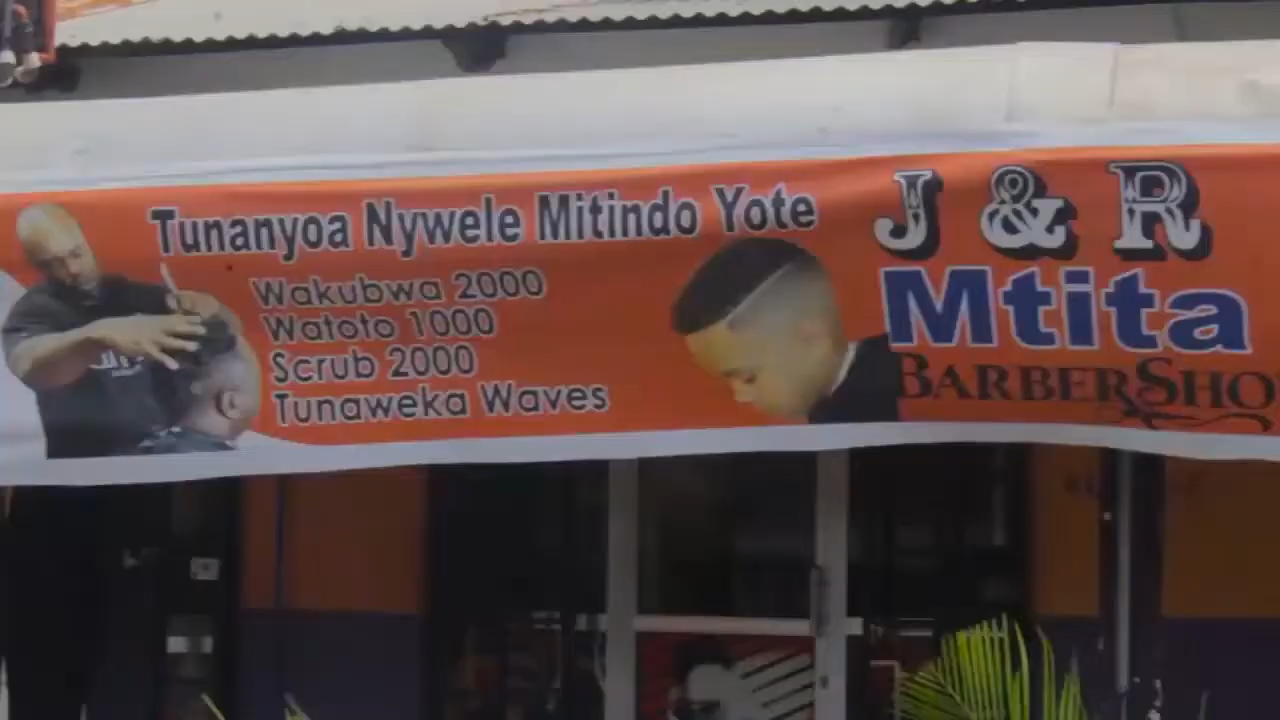 Tunanyoa Nywele Mitindo Yote
Wakubwa 2000
Watoto 1000
Scrub 2000
Tunaweka Waves
J & R
Mtita
BARBERSHO